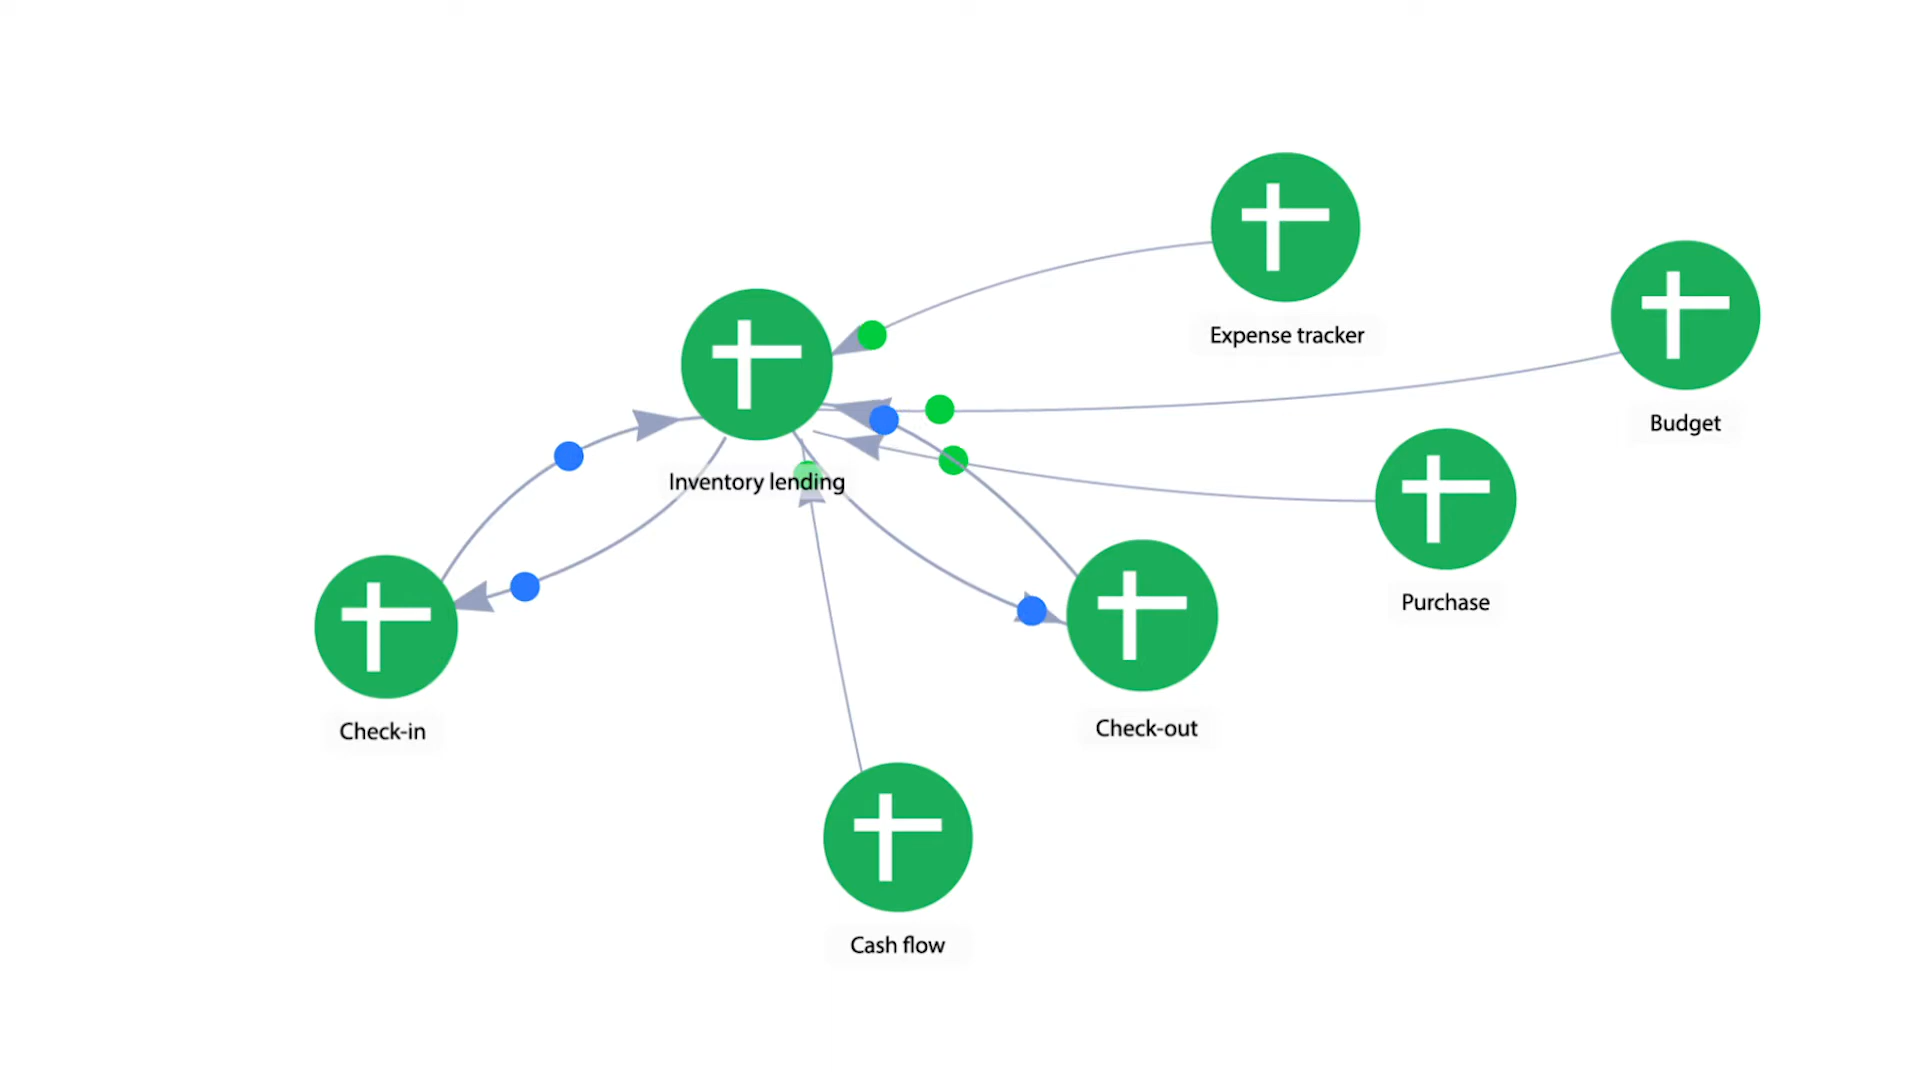 Expense tracker
Budget
Inventory lending
Purchase
Check-in
Check-out
Cash flow